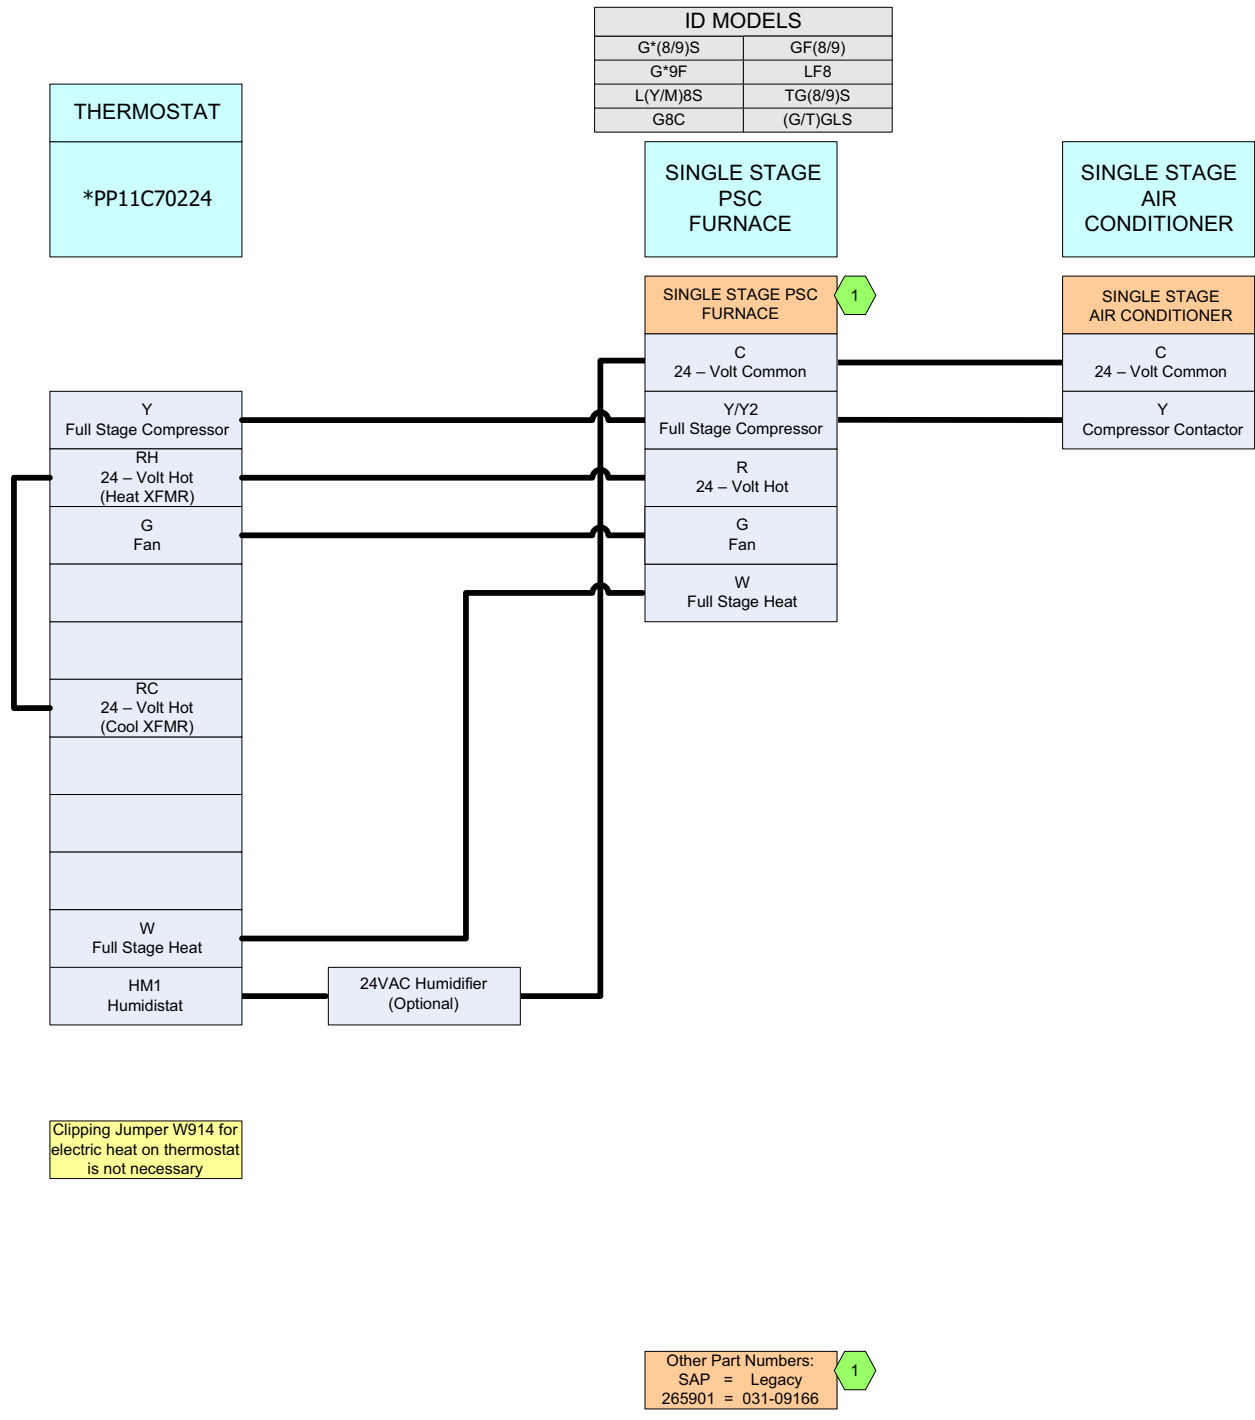 ID MODELS
G*(8/9)S GF(8/9)
G*9F LF8
L(Y/M)8S TG(8/9)S
G8C (G/T)GLS
THERMOSTAT
*PP11C70224
SINGLE STAGE
PSC
FURNACE
SINGLE STAGE
AIR
CONDITIONER
SINGLE STAGE PSC
FURNACE
1
SINGLE STAGE
AIR CONDITIONER
C
24 – Volt Common
C
24 – Volt Common
Y
Full Stage Compressor
Y/Y2
Full Stage Compressor
Y
Compressor Contactor
RH
24 – Volt Hot
(Heat XFMR)
R
24 – Volt Hot
G
Fan
G
Fan
W
Full Stage Heat
RC
24 – Volt Hot
(Cool XFMR)
W
Full Stage Heat
HM1
Humidistat
24VAC Humidifier
(Optional)
Clipping Jumper W914 for
electric heat on thermostat
is not necessary
Other Part Numbers:
SAP = Legacy
265901 = 031-09166
1